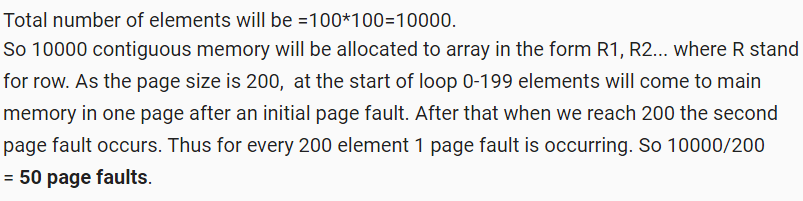 Total number of elements will be =100*100=10000.
So 10000 contiguous memory will be allocated to array in the form R1, R2... where R stand
for row. As the page size is 200,  at the start of loop 0-199 elements will come to main
memory in one page after an initial page fault. After that when we reach 200 the second
page fault occurs. Thus for every 200 element 1 page fault is occurring. So 10000/200
= 50 page faults.